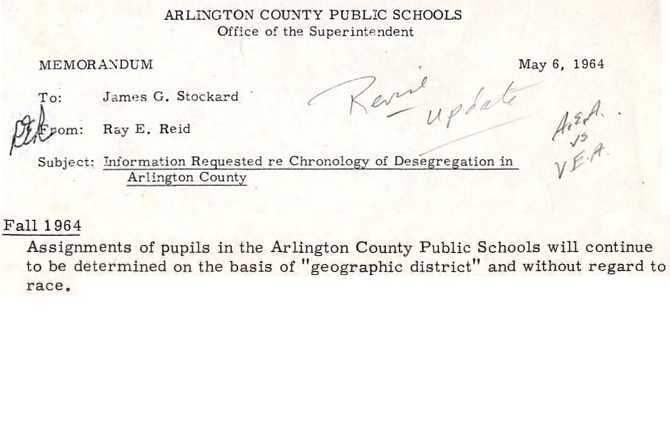 ARLINGTON COUNTY PUBLIC SCHOOLS
Office of the Superintendent
MEMORANDUM May 6, 1964
Revise
update
To: James G. Stockard
A.E.A.
vs
V.E.A.
From: Ray E. Reid
Subject: Information Requested re Chronology of Desegregation in
Arlington County
Fall 1964
Assignments of pupils in the Arlington County Public Schools will continue
to be determined on the basis of "geographic district" and without regard to
race.